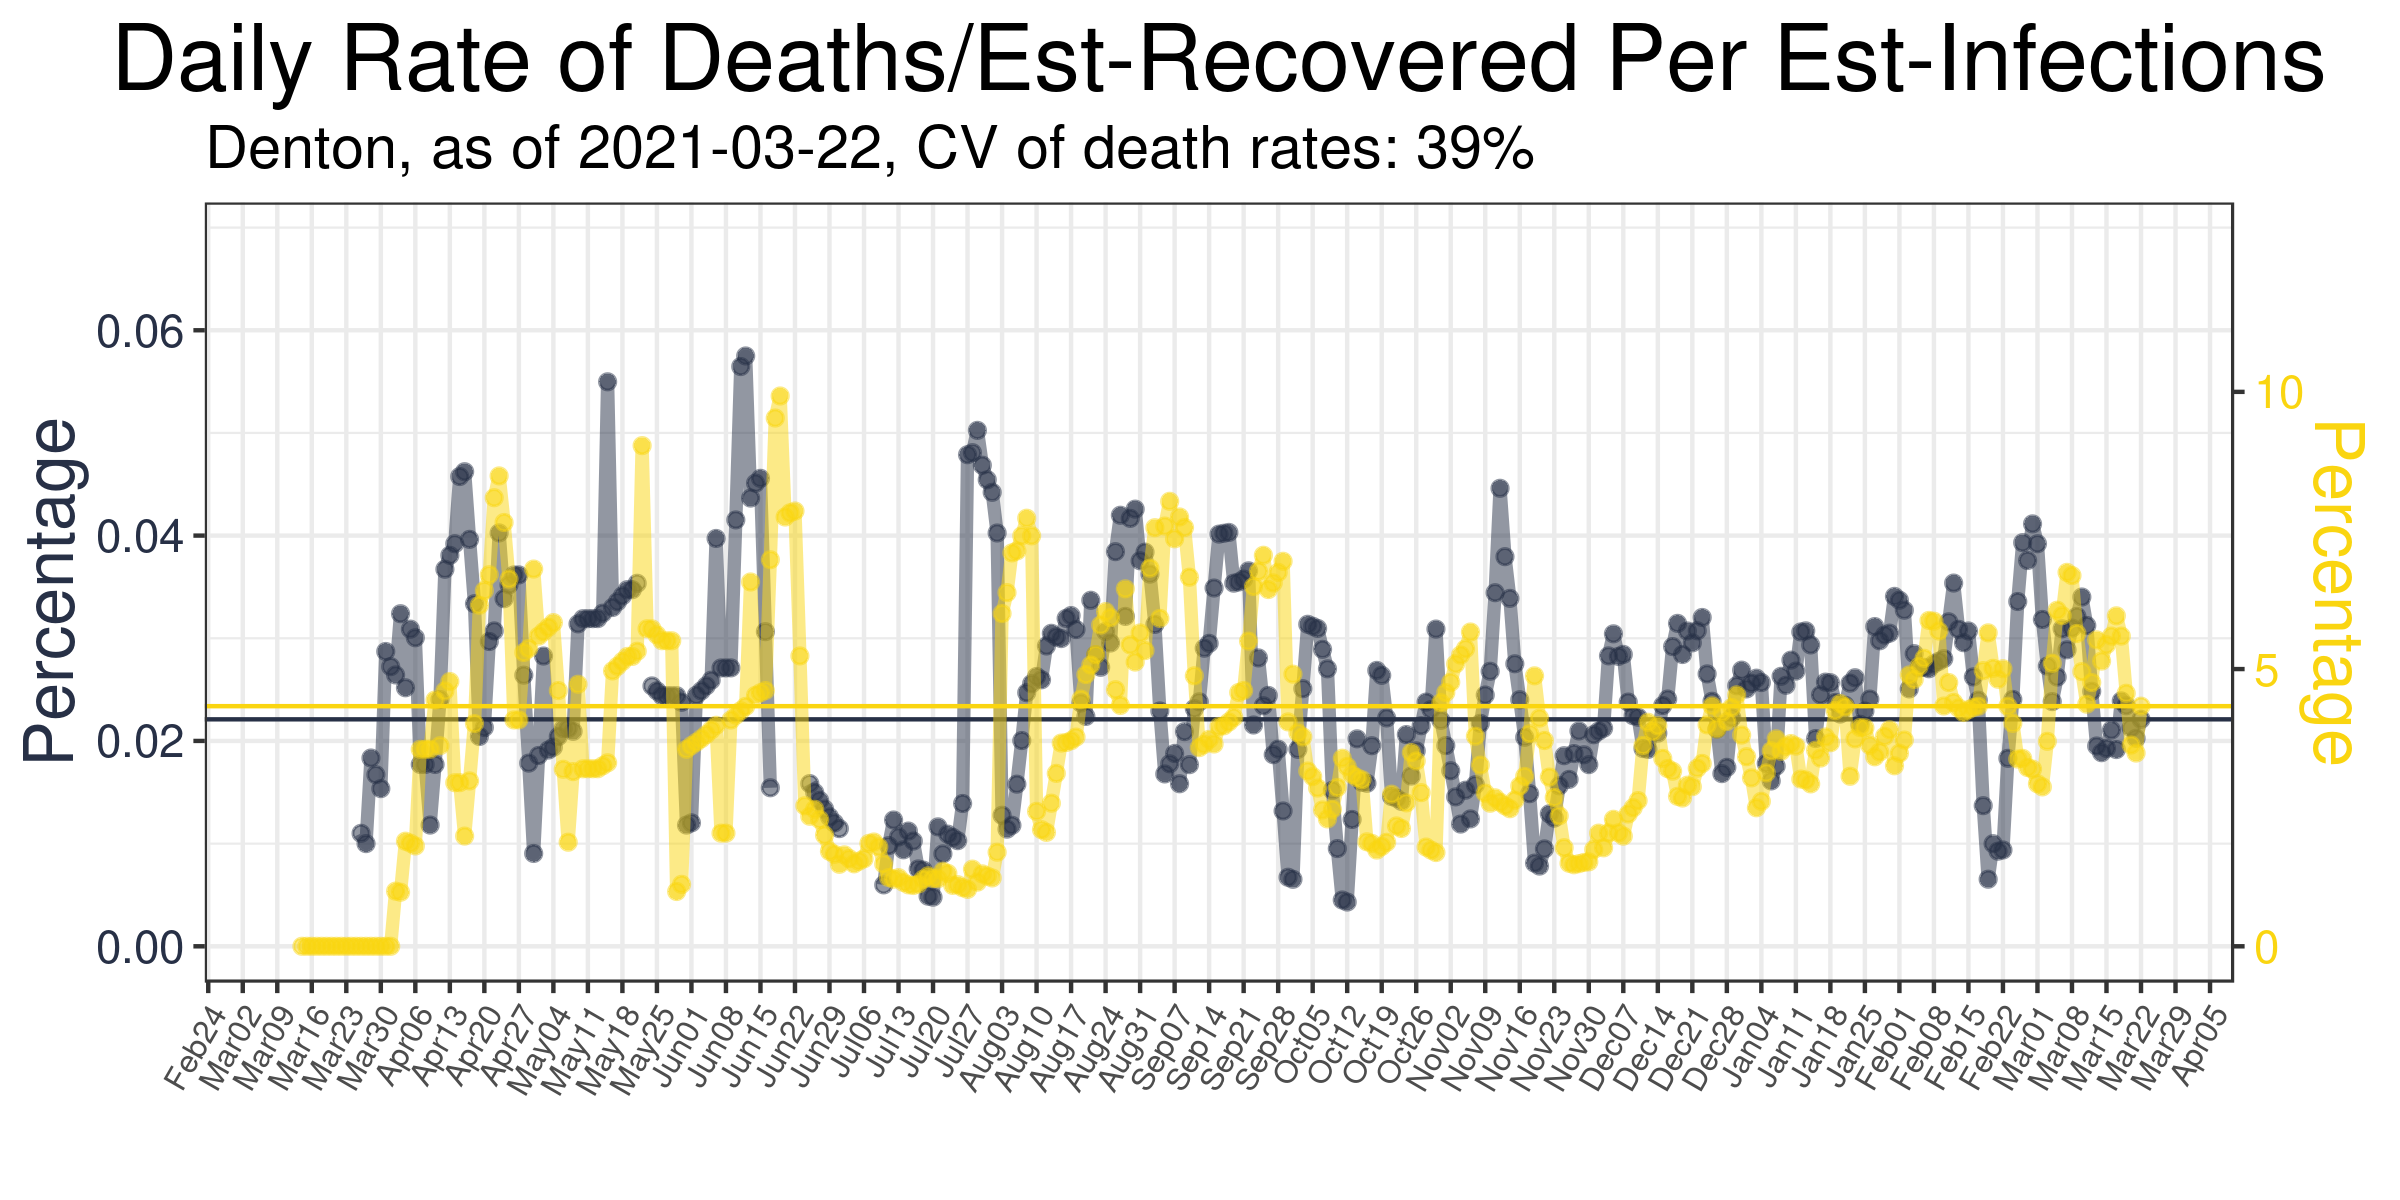 Daily Rate of Deaths/Est-Recovered Per Est-Infections
Denton, as of 2021-03-22, CV of death rates: 39%
Percentage
0.06
0.04
0.02
0.00
10
5
0
Percentage
Feb24
Mar02
Mar09
Mar16
Mar23
Mar30
Apr06
Apr13
Apr20
Apr27
May04
May11
May18
May25
Jun01
Jun08
Jun15
Jun22
Jun29
Jul06
Jul13
Jul20
Jul27
Aug03
Aug10
Aug17
Aug24
Aug31
Sep07
Sep14
Sep21
Sep28
Oct05
Oct12
Oct19
Oct26
Nov02
Nov09
Nov16
Nov23
Nov30
Dec07
Dec14
Dec21
Dec28
Jan04
Jan11
Jan18
Jan25
Feb01
Feb08
Feb15
Feb22
Mar01
Mar08
Mar15
Mar22
Mar29
Apr05